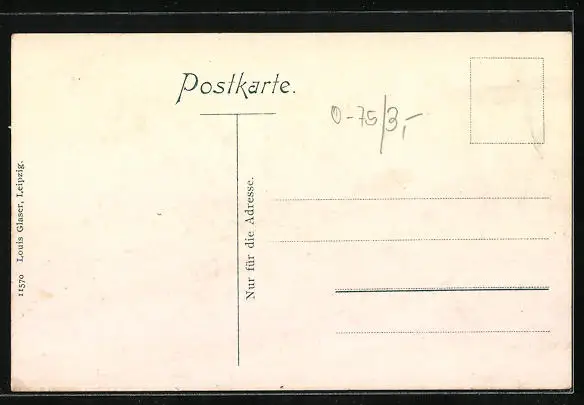 Postkarte.
0-75/3,-
Nur für die Adresse.
11570 Louis Glaser, Leipzig.